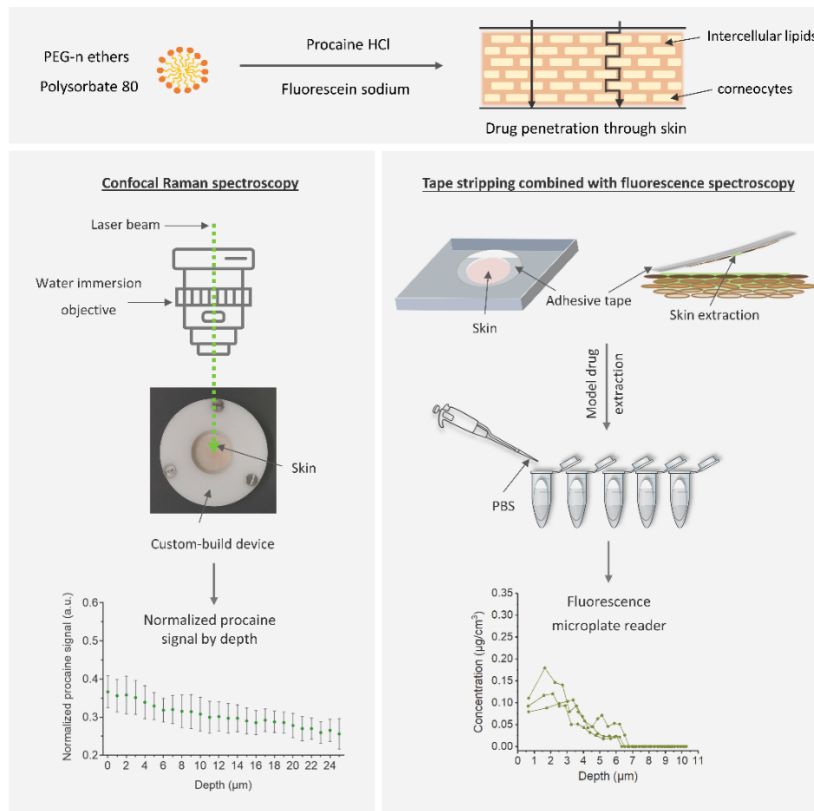 PEG-n ethers
Polysorbate 80
Procaine HCl
Fluorescein sodium
Intercellular lipids
corneocytes
Drug penetration through skin
Confocal Raman spectroscopy
Laser beam
Water immersion
objective
Skin
Custom-build device
Normalized procaine
signal by depth
Normalized procaine signal (a.u.)
0.6
0.5
0.4
0.3
0.2
0 2 4 6 8 10 12 14 16 18 20 22 24
Depth (µm)
Tape stripping combined with fluorescence spectroscopy
Adhesive tape
Skin
Skin extraction
Model drug
extraction
PBS
Fluorescence
microplate reader
Concentration (µg/cm³)
0.35
0.30
0.25
0.20
0.15
0.10
0.05
0.00
0 1 2 3 4 5 6 7 8 9 10 11
Depth (µm)